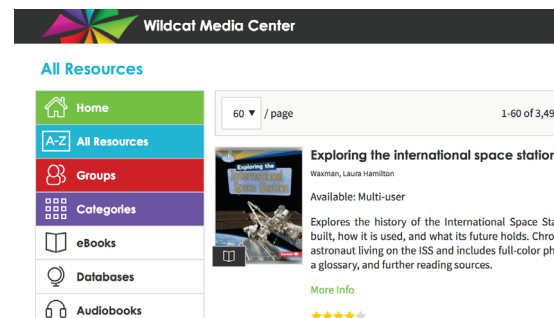 Wildcat Media Center
All Resources
Home
A-Z All Resources
Groups
Categories
eBooks
Databases
Audiobooks
60 ▼ / page
1-60 of 3,49
Exploring the
International
Space Station
Exploring the international space station
Waxman, Laura Hamilton
Available: Multi-user
Explores the history of the International Space Sta
built, how it is used, and what its future holds. Chro
astronaut living on the ISS and includes full-color ph
a glossary, and further reading sources.
More Info